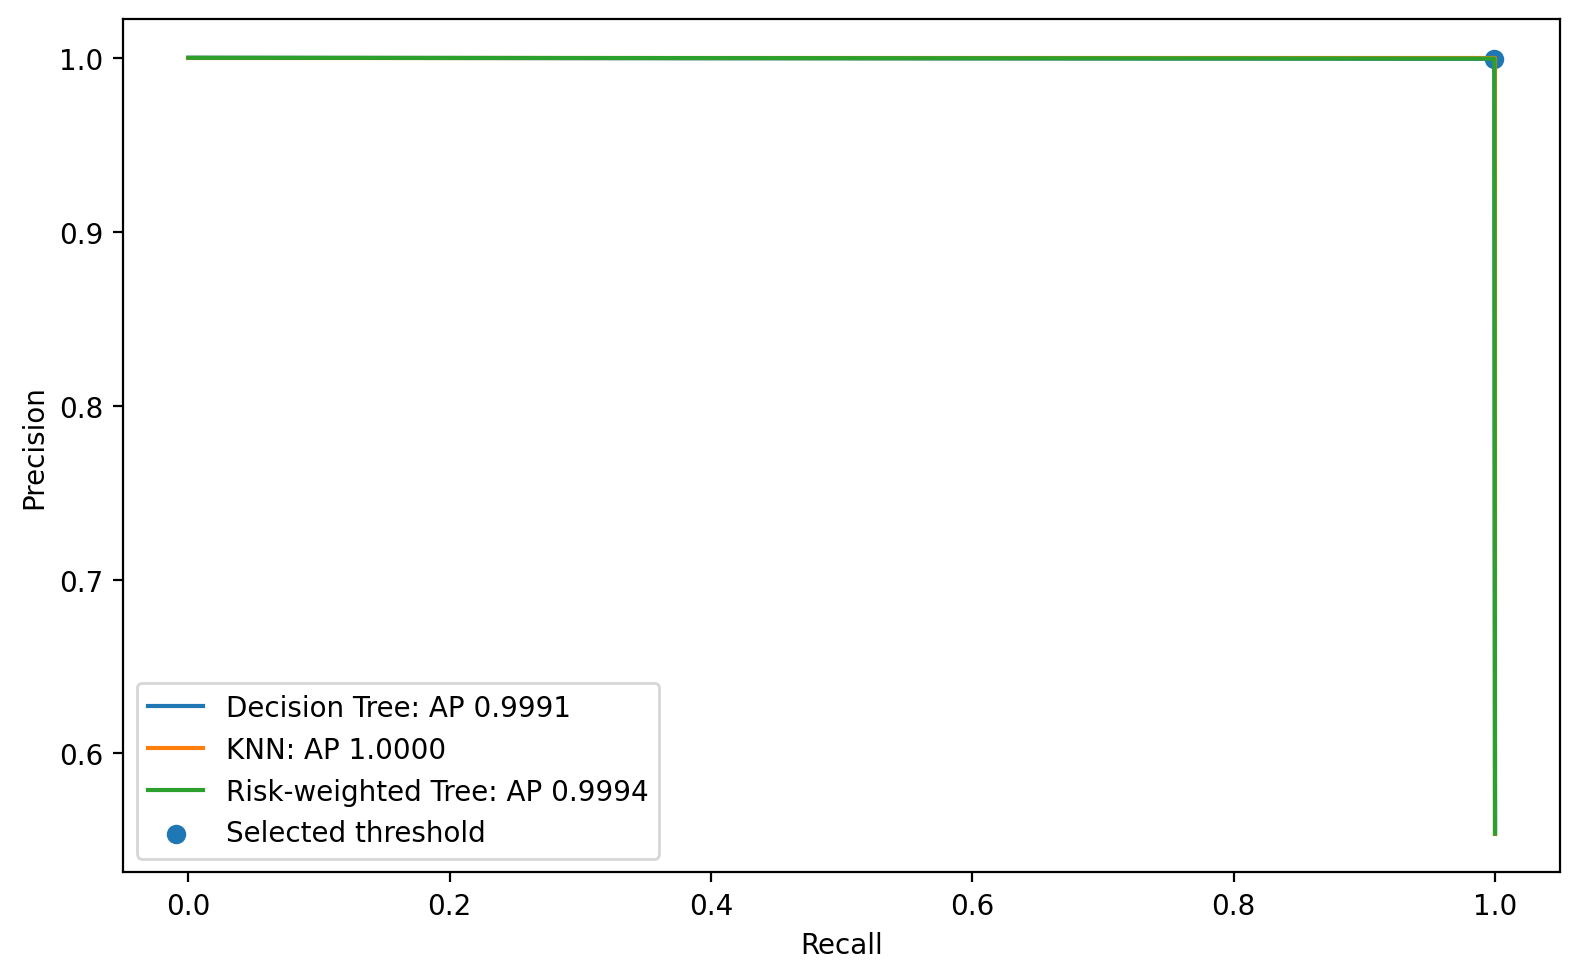 1.0
0.9
0.8
0.7
0.6
Precision
Decision Tree: AP 0.9991
KNN: AP 1.0000
Risk-weighted Tree: AP 0.9994
Selected threshold
0.0 0.2 0.4 0.6 0.8 1.0
Recall